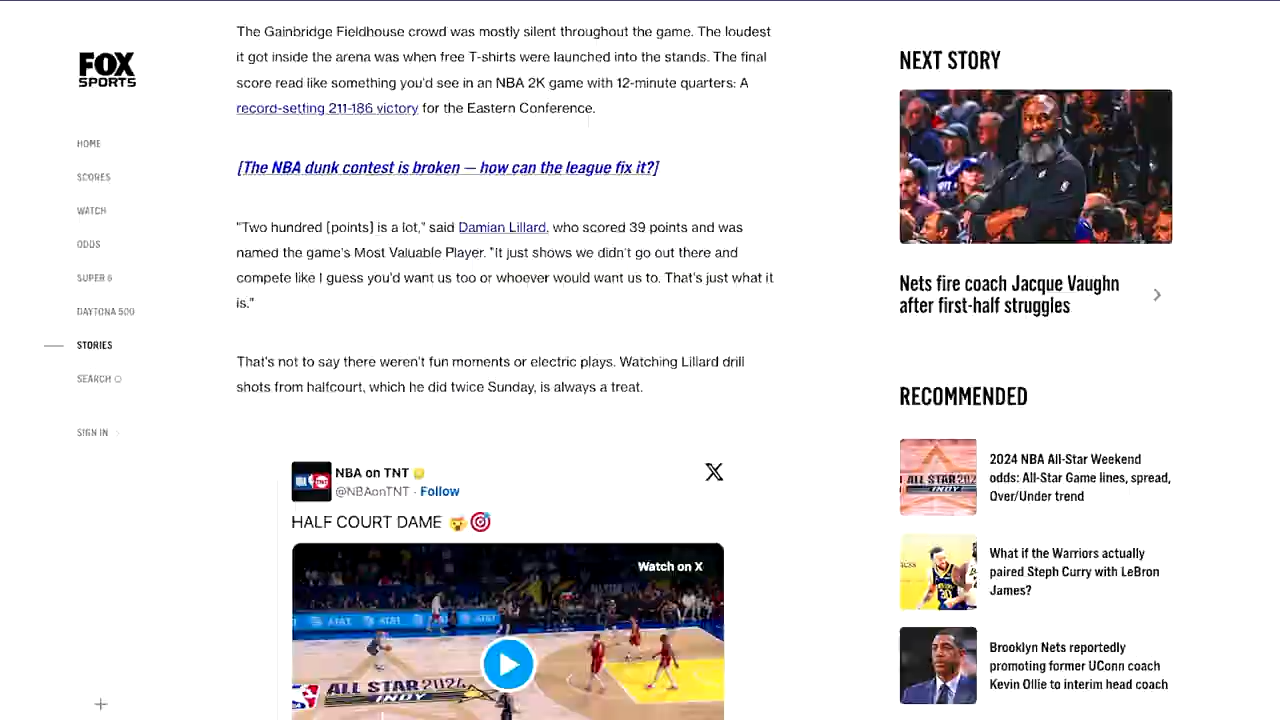 FOX
SPORTS
HOME
SCORES
WATCH
ODDS
SUPER 6
DAYTONA 500
STORIES
SEARCH
SIGN IN
The Gainbridge Fieldhouse crowd was mostly silent throughout the game. The loudest
it got inside the arena was when free T-shirts were launched into the stands. The final
score read like something you'd see in an NBA 2K game with 12-minute quarters: A
record-setting 211-186 victory for the Eastern Conference.
[The NBA dunk contest is broken — how can the league fix it?]
"Two hundred [points] is a lot," said Damian Lillard, who scored 39 points and was
named the game's Most Valuable Player. "It just shows we didn't go out there and
compete like I guess you'd want us too or whoever would want us to. That's just what it
is."
That's not to say there weren't fun moments or electric plays. Watching Lillard drill
shots from halfcourt, which he did twice Sunday, is always a treat.
NBA on TNT
@NBAonTNT · Follow
HALF COURT DAME 🤯🎯
Watch on X
AT&T AT&T AT&T
ALL STAR 2024
INDY
NEXT STORY
Nets fire coach Jacque Vaughn
after first-half struggles
RECOMMENDED
ALL STAR 202
INDY
2024 NBA All-Star Weekend
odds: All-Star Game lines, spread,
Over/Under trend
30
What if the Warriors actually
paired Steph Curry with LeBron
James?
Brooklyn Nets reportedly
promoting former UConn coach
Kevin Ollie to interim head coach